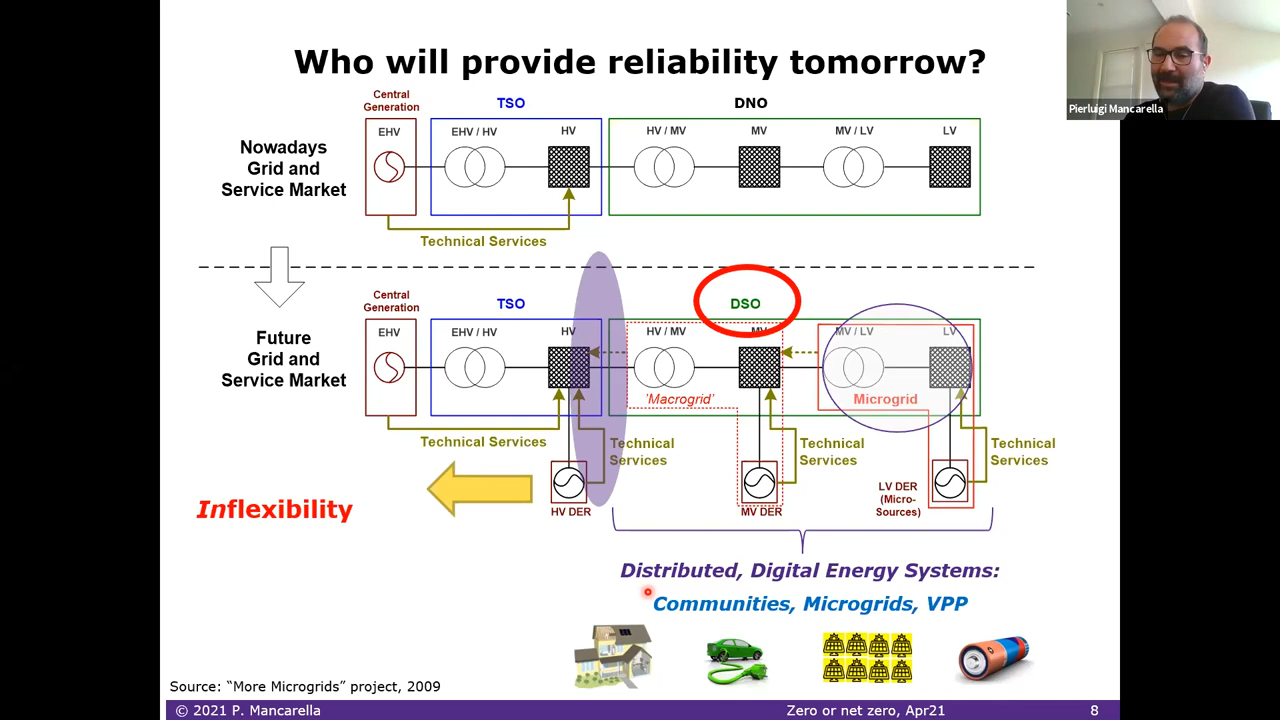 Who will provide reliability tomorrow?
Pierluigi Mancarella
Central
Generation
TSO
DNO
Nowadays
Grid and
Service Market
EHV
EHV / HV
HV
HV / MV
MV
MV / LV
LV
Technical Services
Central
Generation
TSO
DSO
Future
Grid and
Service Market
EHV
EHV / HV
HV
HV / MV
MV
MV / LV
LV
'Macrogrid'
Microgrid
Technical Services
Technical
Services
Technical
Services
Technical
Services
Inflexibility
HV DER
MV DER
LV DER
(Micro-
Sources)
Distributed, Digital Energy Systems:
Communities, Microgrids, VPP
Source: “More Microgrids” project, 2009
© 2021 P. Mancarella
Zero or net zero, Apr21
8